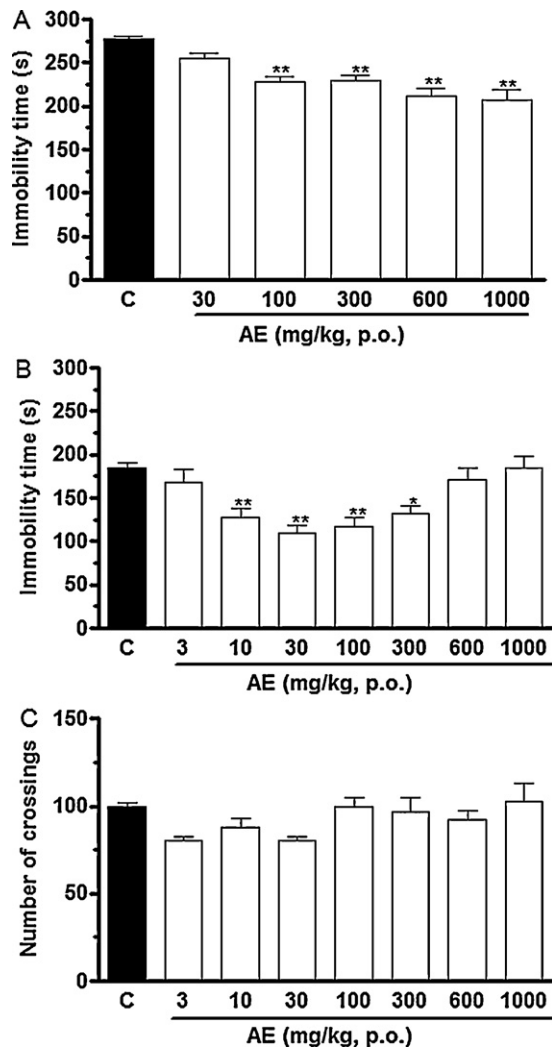 A
Immobility time (s)
300
250
200
150
100
50
0
** ** ** **
C 30 100 300 600 1000
AE (mg/kg, p.o.)
B
Immobility time (s)
300
250
200
150
100
50
0
** ** ** *
C 3 10 30 100 300 600 1000
AE (mg/kg, p.o.)
C
Number of crossings
150
100
50
0
C 3 10 30 100 300 600 1000
AE (mg/kg, p.o.)